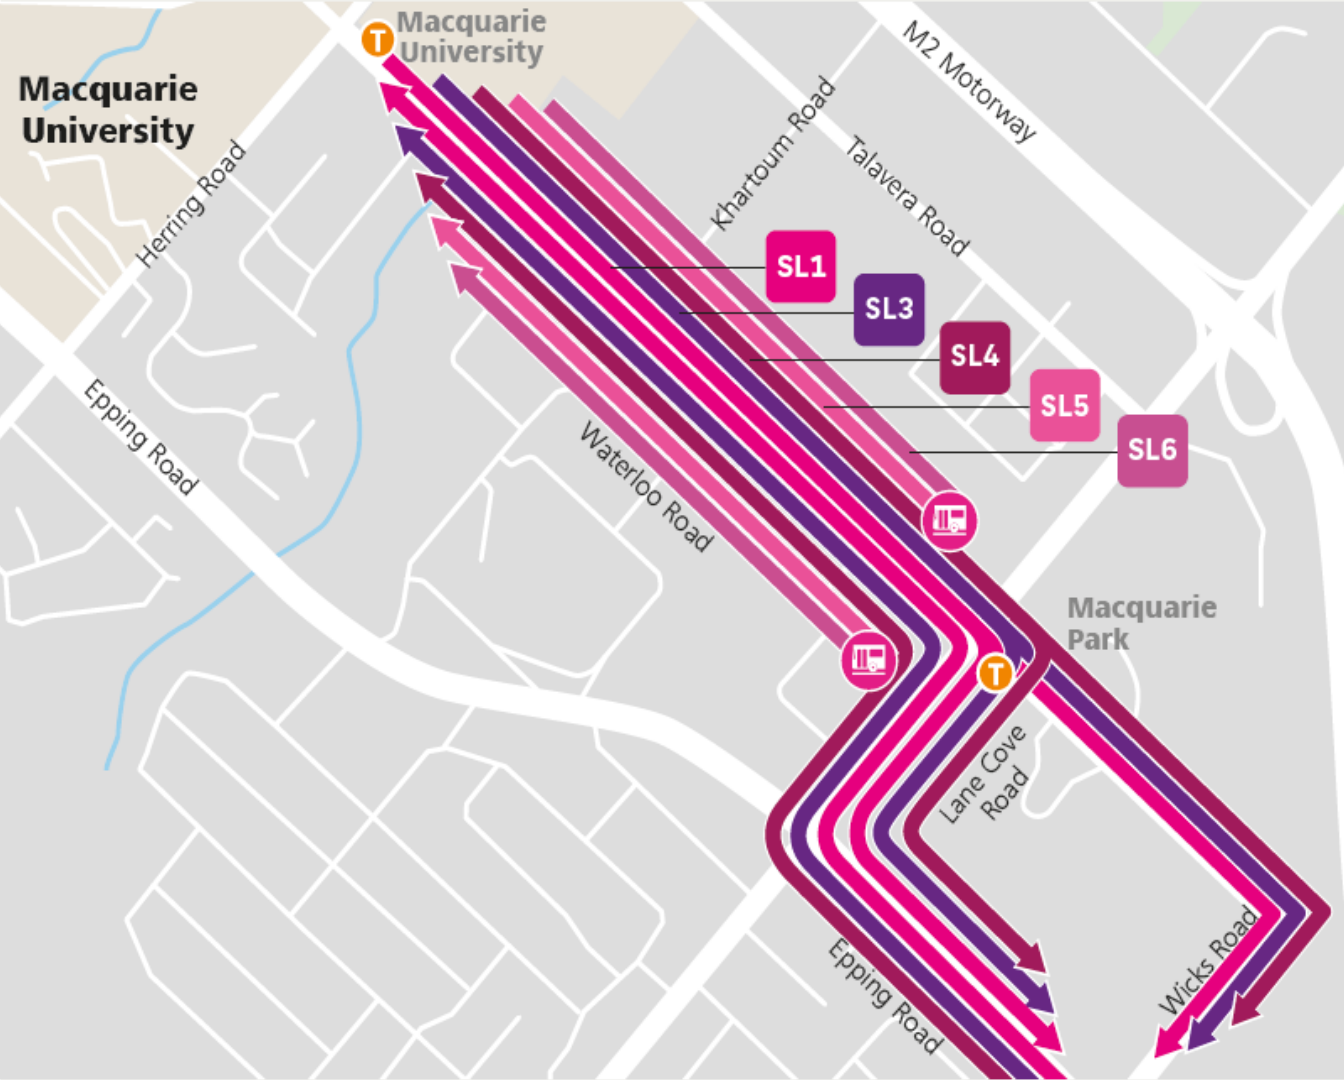 T
Macquarie
University
Macquarie
University
M2 Motorway
Khartoum Road
Talavera Road
Herring Road
SL1
SL3
SL4
SL5
SL6
Epping Road
Waterloo Road
Macquarie
Park
T
Lane Cove
Road
Wicks Road
Epping Road